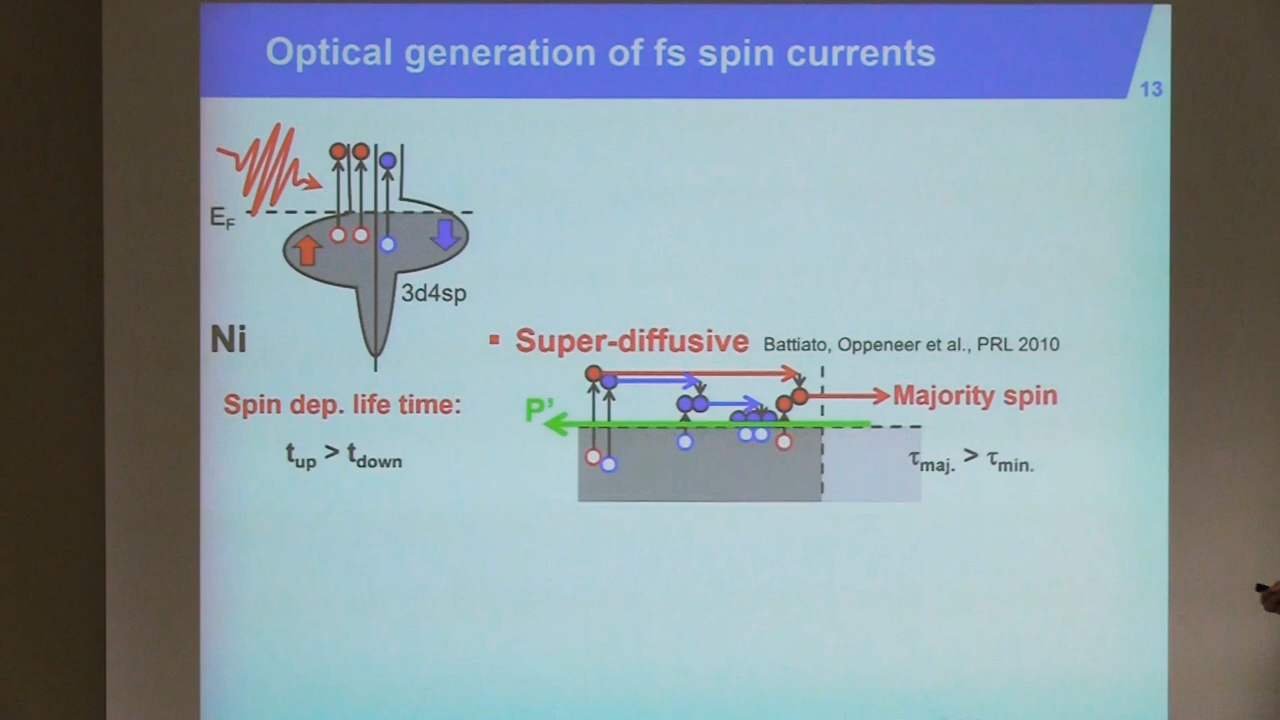 Optical generation of fs spin currents
13
E_F
3d4sp
Ni
Spin dep. life time:
t_up > t_down
▪ Super-diffusive Battiato, Oppeneer et al., PRL 2010
P’
Majority spin
τ_maj. > τ_min.